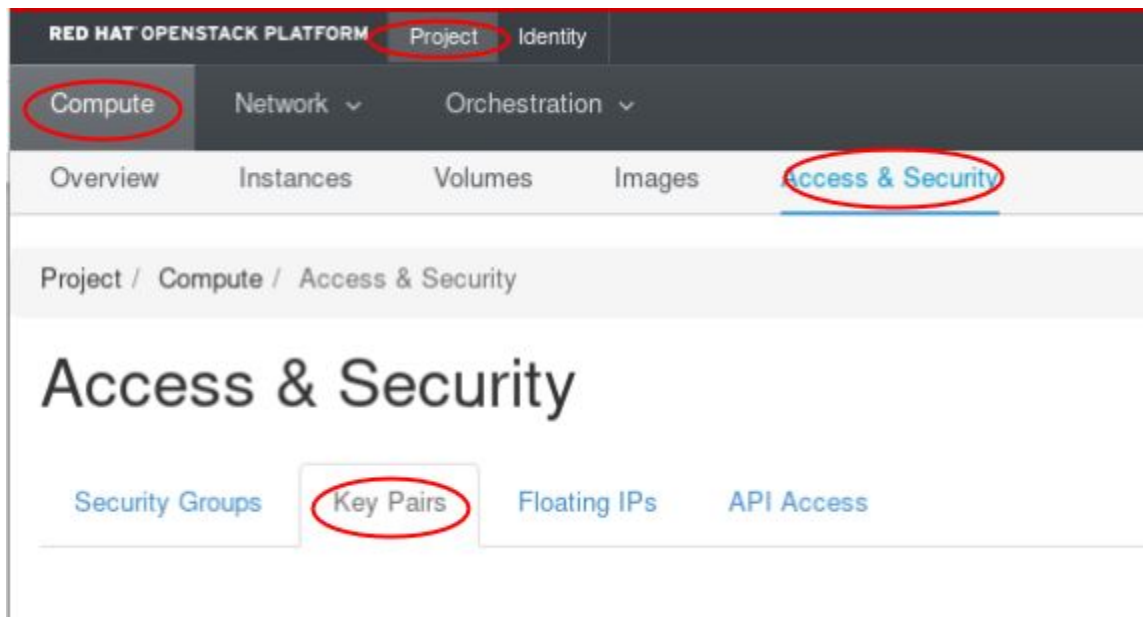 RED HAT OPENSTACK PLATFORM Project Identity
Compute Network Orchestration
Overview Instances Volumes Images Access & Security
Project / Compute / Access & Security
Access & Security
Security Groups Key Pairs Floating IPs API Access